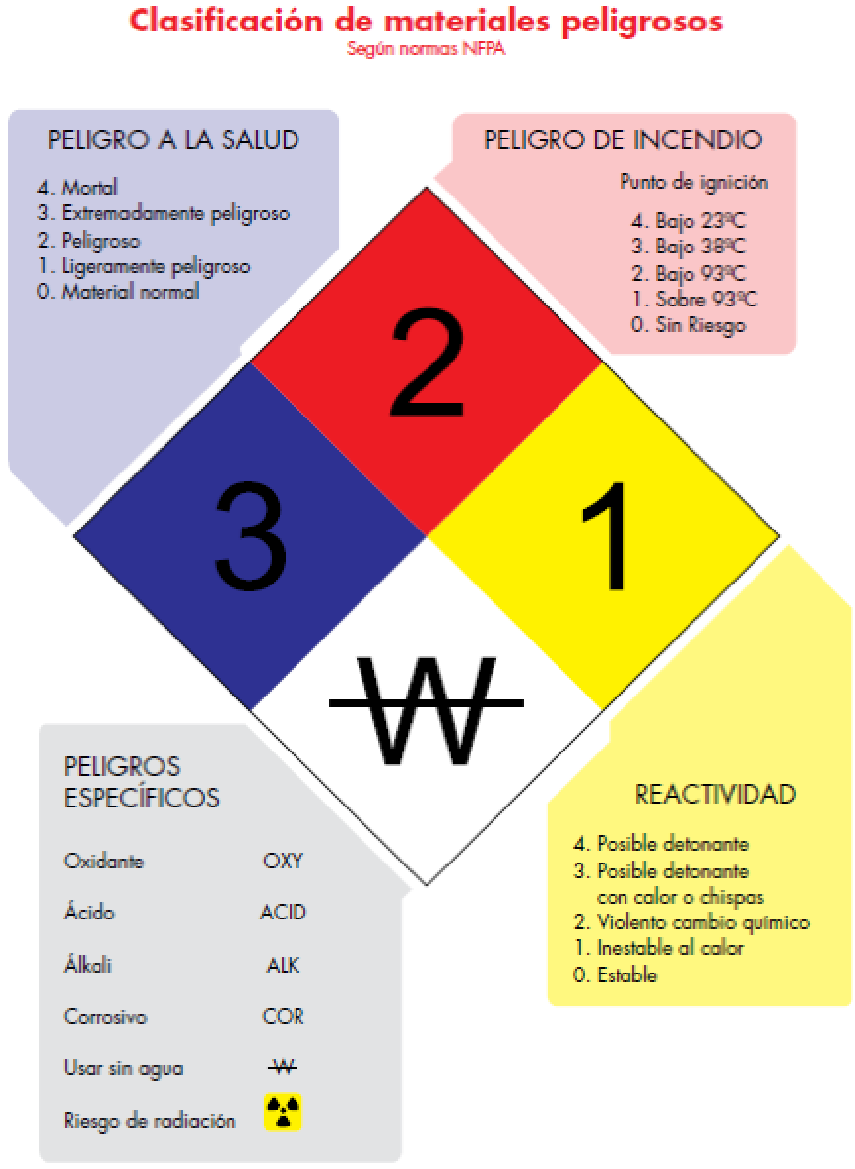 Clasificación de materiales peligrosos
Según normas NFPA
PELIGRO A LA SALUD
4. Mortal
3. Extremadamente peligroso
2. Peligroso
1. Ligeramente peligroso
0. Material normal
PELIGRO DE INCENDIO
Punto de ignición
4. Bajo 23ºC
3. Bajo 38ºC
2. Bajo 93ºC
1. Sobre 93ºC
0. Sin Riesgo
2
3
1
W
PELIGROS
ESPECÍFICOS
Oxidante OXY
Ácido ACID
Álkali ALK
Corrosivo COR
Usar sin agua W
Riesgo de radiación
REACTIVIDAD
4. Posible detonante
3. Posible detonante
con calor o chispas
2. Violento cambio químico
1. Inestable al calor
0. Estable